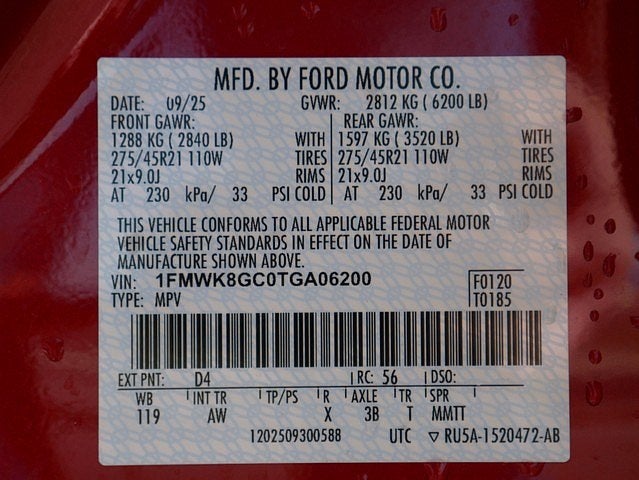 MFD. BY FORD MOTOR CO.
DATE: 09/25 GVWR: 2812 KG ( 6200 LB)
FRONT GAWR: REAR GAWR:
1288 KG ( 2840 LB) WITH 1597 KG ( 3520 LB) WITH
275/45R21 110W TIRES 275/45R21 110W TIRES
21x9.0J RIMS 21x9.0J RIMS
AT 230 kPa/ 33 PSI COLD AT 230 kPa/ 33 PSI COLD
THIS VEHICLE CONFORMS TO ALL APPLICABLE FEDERAL MOTOR
VEHICLE SAFETY STANDARDS IN EFFECT ON THE DATE OF
MANUFACTURE SHOWN ABOVE.
VIN: 1FMWK8GC0TGA06200 F0120
TYPE: MPV T0185
EXT PNT: D4 RC: 56 DSO:
WB INT TR TP/PS R AXLE TR SPR
119 AW X 3B T MMTT
1202509300588 UTC ▽ RU5A-1520472-AB